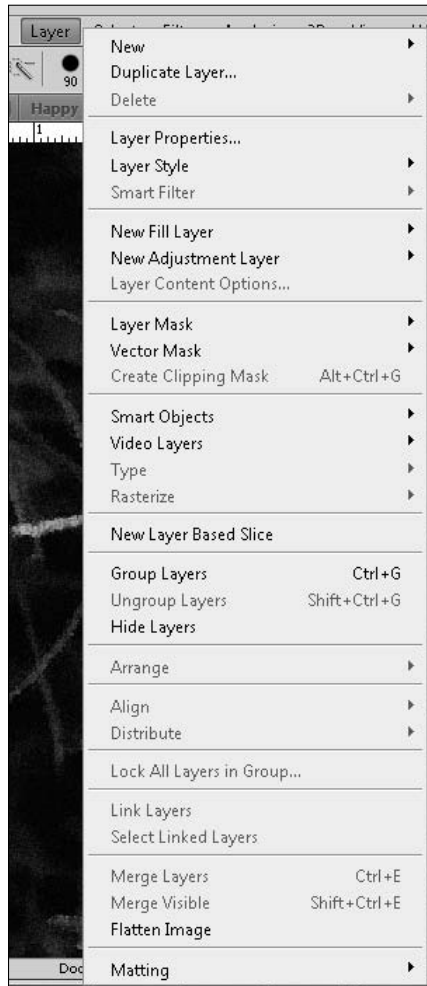 Layer
90
Happy
1
New
Duplicate Layer...
Delete
Layer Properties...
Layer Style
Smart Filter
New Fill Layer
New Adjustment Layer
Layer Content Options...
Layer Mask
Vector Mask
Create Clipping Mask Alt+Ctrl+G
Smart Objects
Video Layers
Type
Rasterize
New Layer Based Slice
Group Layers Ctrl+G
Ungroup Layers Shift+Ctrl+G
Hide Layers
Arrange
Align
Distribute
Lock All Layers in Group...
Link Layers
Select Linked Layers
Merge Layers Ctrl+E
Merge Visible Shift+Ctrl+E
Flatten Image
Doc
Matting